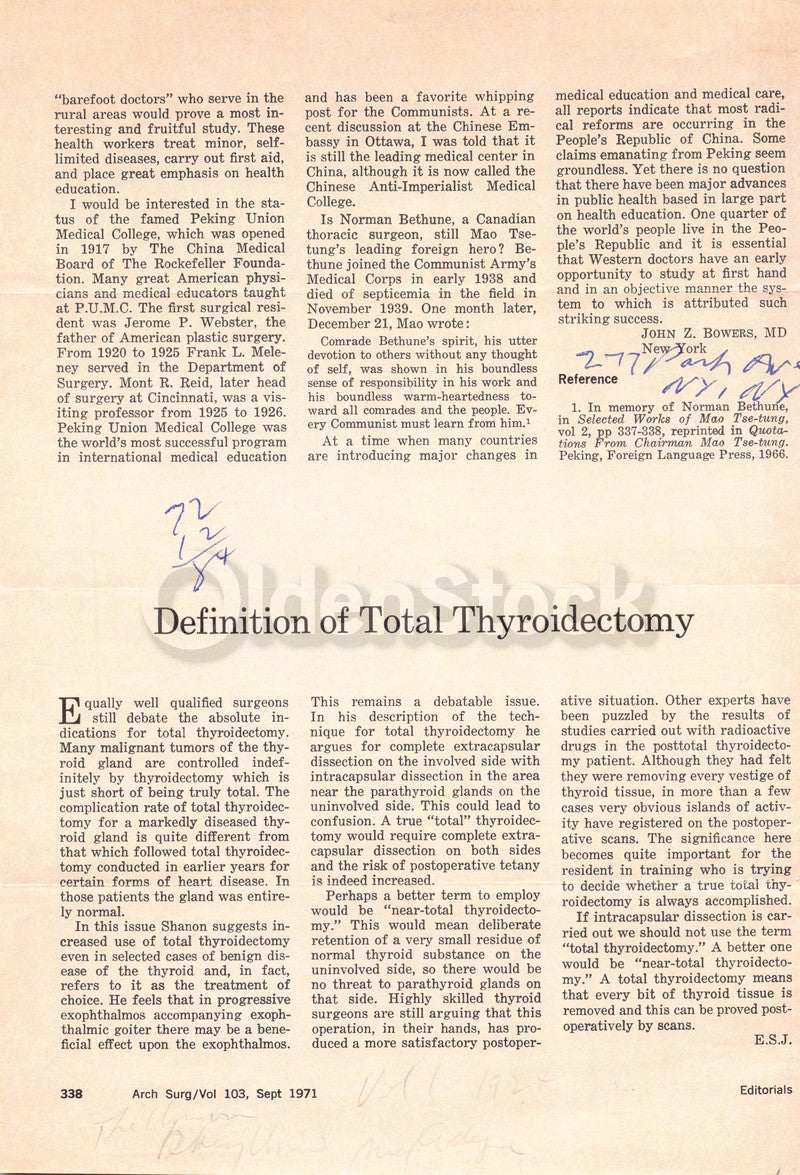 “barefoot doctors” who serve in the
rural areas would prove a most in-
teresting and fruitful study. These
health workers treat minor, self-
limited diseases, carry out first aid,
and place great emphasis on health
education.
I would be interested in the sta-
tus of the famed Peking Union
Medical College, which was opened
in 1917 by The China Medical
Board of The Rockefeller Founda-
tion. Many great American physi-
cians and medical educators taught
at P.U.M.C. The first surgical resi-
dent was Jerome P. Webster, the
father of American plastic surgery.
From 1920 to 1925 Frank L. Mele-
ney served in the Department of
Surgery. Mont R. Reid, later head
of surgery at Cincinnati, was a vis-
iting professor from 1925 to 1926.
Peking Union Medical College was
the world’s most successful program
in international medical education
and has been a favorite whipping
post for the Communists. At a re-
cent discussion at the Chinese Em-
bassy in Ottawa, I was told that it
is still the leading medical center in
China, although it is now called the
Chinese Anti-Imperialist Medical
College.
Is Norman Bethune, a Canadian
thoracic surgeon, still Mao Tse-
tung’s leading foreign hero? Be-
thune joined the Communist Army’s
Medical Corps in early 1938 and
died of septicemia in the field in
November 1939. One month later,
December 21, Mao wrote:
Comrade Bethune’s spirit, his utter
devotion to others without any thought
of self, was shown in his boundless
sense of responsibility in his work and
his boundless warm-heartedness to-
ward all comrades and the people. Ev-
ery Communist must learn from him.¹
At a time when many countries
are introducing major changes in
medical education and medical care,
all reports indicate that most radi-
cal reforms are occurring in the
People’s Republic of China. Some
claims emanating from Peking seem
groundless. Yet there is no question
that there have been major advances
in public health based in large part
on health education. One quarter of
the world’s people live in the Peo-
ple’s Republic and it is essential
that Western doctors have an early
opportunity to study at first hand
and in an objective manner the sys-
tem to which is attributed such
striking success.
JOHN Z. BOWERS, MD
New York
277 Park Ave
NY, NY
Reference
1. In memory of Norman Bethune,
in Selected Works of Mao Tse-tung,
vol 2, pp 337-338, reprinted in Quota-
tions From Chairman Mao Tse-tung.
Peking, Foreign Language Press, 1966.
72
12
84
OldenStock
Definition of Total Thyroidectomy
Equally well qualified surgeons
still debate the absolute in-
dications for total thyroidectomy.
Many malignant tumors of the thy-
roid gland are controlled indef-
initely by thyroidectomy which is
just short of being truly total. The
complication rate of total thyroidec-
tomy for a markedly diseased thy-
roid gland is quite different from
that which followed total thyroidec-
tomy conducted in earlier years for
certain forms of heart disease. In
those patients the gland was entire-
ly normal.
In this issue Shanon suggests in-
creased use of total thyroidectomy
even in selected cases of benign dis-
ease of the thyroid and, in fact,
refers to it as the treatment of
choice. He feels that in progressive
exophthalmos accompanying exoph-
thalmic goiter there may be a bene-
ficial effect upon the exophthalmos.
This remains a debatable issue.
In his description of the tech-
nique for total thyroidectomy he
argues for complete extracapsular
dissection on the involved side with
intracapsular dissection in the area
near the parathyroid glands on the
uninvolved side. This could lead to
confusion. A true “total” thyroidec-
tomy would require complete extra-
capsular dissection on both sides
and the risk of postoperative tetany
is indeed increased.
Perhaps a better term to employ
would be “near-total thyroidecto-
my.” This would mean deliberate
retention of a very small residue of
normal thyroid substance on the
uninvolved side, so there would be
no threat to parathyroid glands on
that side. Highly skilled thyroid
surgeons are still arguing that this
operation, in their hands, has pro-
duced a more satisfactory postoper-
ative situation. Other experts have
been puzzled by the results of
studies carried out with radioactive
drugs in the posttotal thyroidecto-
my patient. Although they had felt
they were removing every vestige of
thyroid tissue, in more than a few
cases very obvious islands of activ-
ity have registered on the postoper-
ative scans. The significance here
becomes quite important for the
resident in training who is trying
to decide whether a true total thy-
roidectomy is always accomplished.
If intracapsular dissection is car-
ried out we should not use the term
“total thyroidectomy.” A better one
would be “near-total thyroidecto-
my.” A total thyroidectomy means
that every bit of thyroid tissue is
removed and this can be proved post-
operatively by scans.
E.S.J.
338 Arch Surg/Vol 103, Sept 1971
Editorials
Vol 1